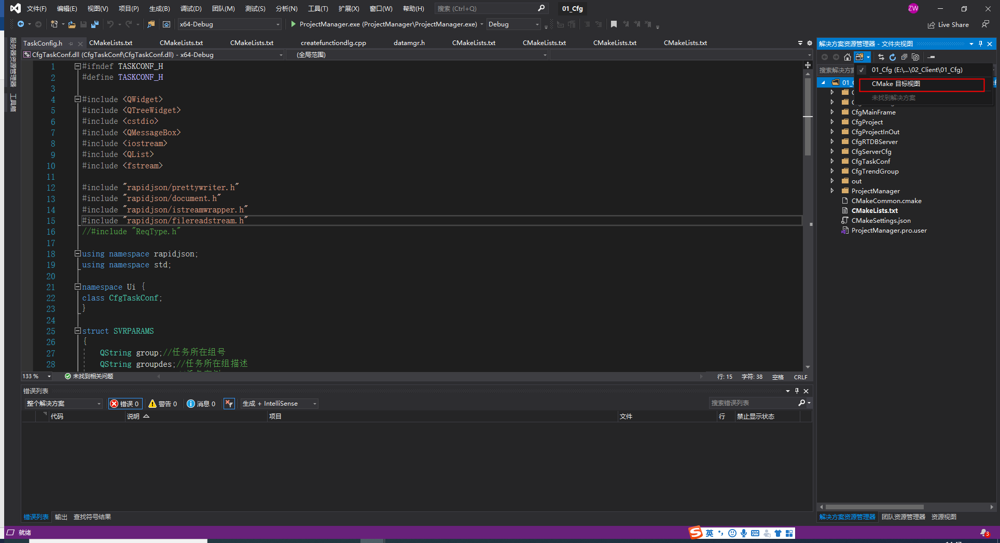 文件(F) 编辑(E) 视图(V) 项目(P) 生成(B) 调试(D) 团队(M) 测试(S) 分析(N) 工具(T) 扩展(X) 窗口(W) 帮助(H) 搜索 (Ctrl+Q) 01_Cfg ZW
x64-Debug ProjectManager.exe (ProjectManager\ProjectManager.exe) Debug Live Share
服务器资源管理器
工具箱
TaskConfig.h CMakeLists.txt CMakeLists.txt CMakeLists.txt createfunctiondlg.cpp datamgr.h CMakeLists.txt CMakeLists.txt CMakeLists.txt CMakeLists.txt
CfgTaskConf.dll (CfgTaskConf\CfgTaskConf.dll) - x64-Debug (全局范围)
1 #ifndef TASKCONF_H
2 #define TASKCONF_H
3
4 #include <QWidget>
5 #include <QTreeWidget>
6 #include <cstdio>
7 #include <QMessageBox>
8 #include <iostream>
9 #include <QList>
10 #include <fstream>
11
12 #include "rapidjson/prettywriter.h"
13 #include "rapidjson/document.h"
14 #include "rapidjson/istreamwrapper.h"
15 #include "rapidjson/filereadstream.h"
16 //#include "ReqType.h"
17
18 using namespace rapidjson;
19 using namespace std;
20
21 namespace Ui {
22 class CfgTaskConf;
23 }
24
25 struct SVRPARAMS
26 {
27 QString group;//任务所在组号
28 QString groupdes;//任务所在组描述
133 % 未找到相关问题 行: 15 字符: 38 空格 CRLF
错误列表
整个解决方案 错误 0 警告 0 消息 0 生成 + IntelliSense 搜索错误列表
代码 说明 项目 文件 行 禁止显示状态
错误列表 输出 查找符号结果
解决方案资源管理器 - 文件夹视图
搜索解决方案
01_Cfg (E:\...\02_Client\01_Cfg)
CMake 目标视图
未找到解决方案
CfgMainFrame
CfgProject
CfgProjectInOut
CfgRTDBServer
CfgServerCfg
CfgTaskConf
CfgTrendGroup
out
ProjectManager
CMakeCommon.cmake
CMakeLists.txt
CMakeSettings.json
ProjectManager.pro.user
解决方案资源管理器 团队资源管理器 资源视图
就绪 英 3